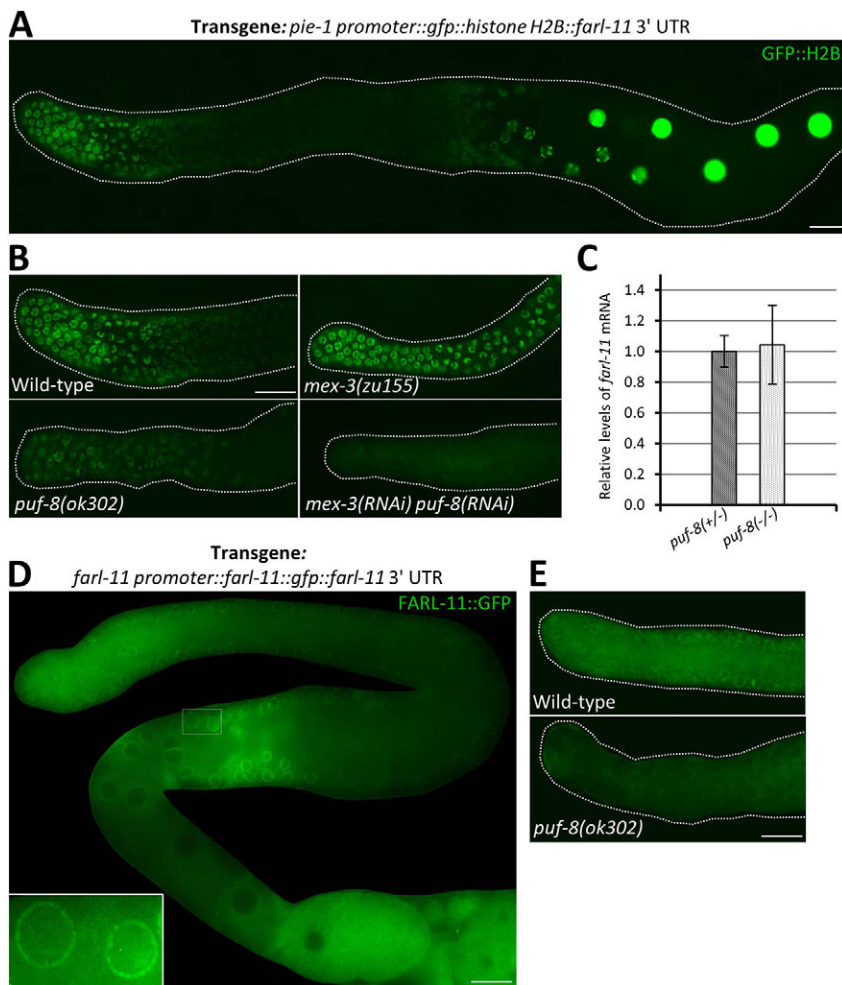 A
Transgene: pie-1 promoter::gfp::histone H2B::farl-11 3' UTR
GFP::H2B
B
Wild-type
mex-3(zu155)
puf-8(ok302)
mex-3(RNAi) puf-8(RNAi)
C
Relative levels of farl-11 mRNA
1.4
1.2
1.0
0.8
0.6
0.4
0.2
0.0
puf-8(+/-)
puf-8(-/-)
D
Transgene:
farl-11 promoter::farl-11::gfp::farl-11 3' UTR
FARL-11::GFP
E
Wild-type
puf-8(ok302)